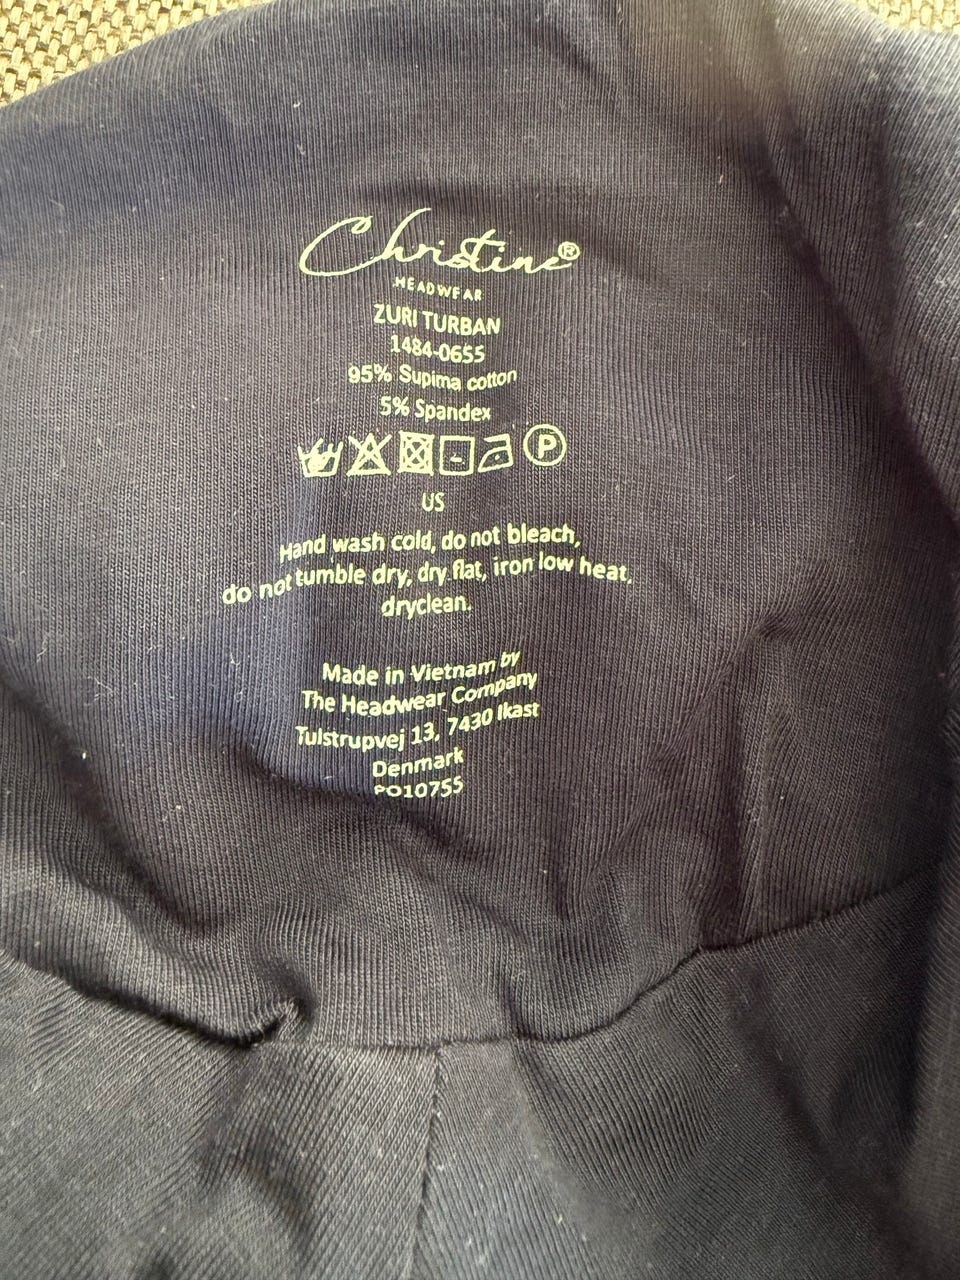 Christine®
HEADWEAR
ZURI TURBAN
1484-0655
95% Supima cotton
5% Spandex
P
US
Hand wash cold, do not bleach,
do not tumble dry, dry flat, iron low heat,
dryclean.
Made in Vietnam by
The Headwear Company
Tulstrupvej 13, 7430 Ikast
Denmark
PO10755